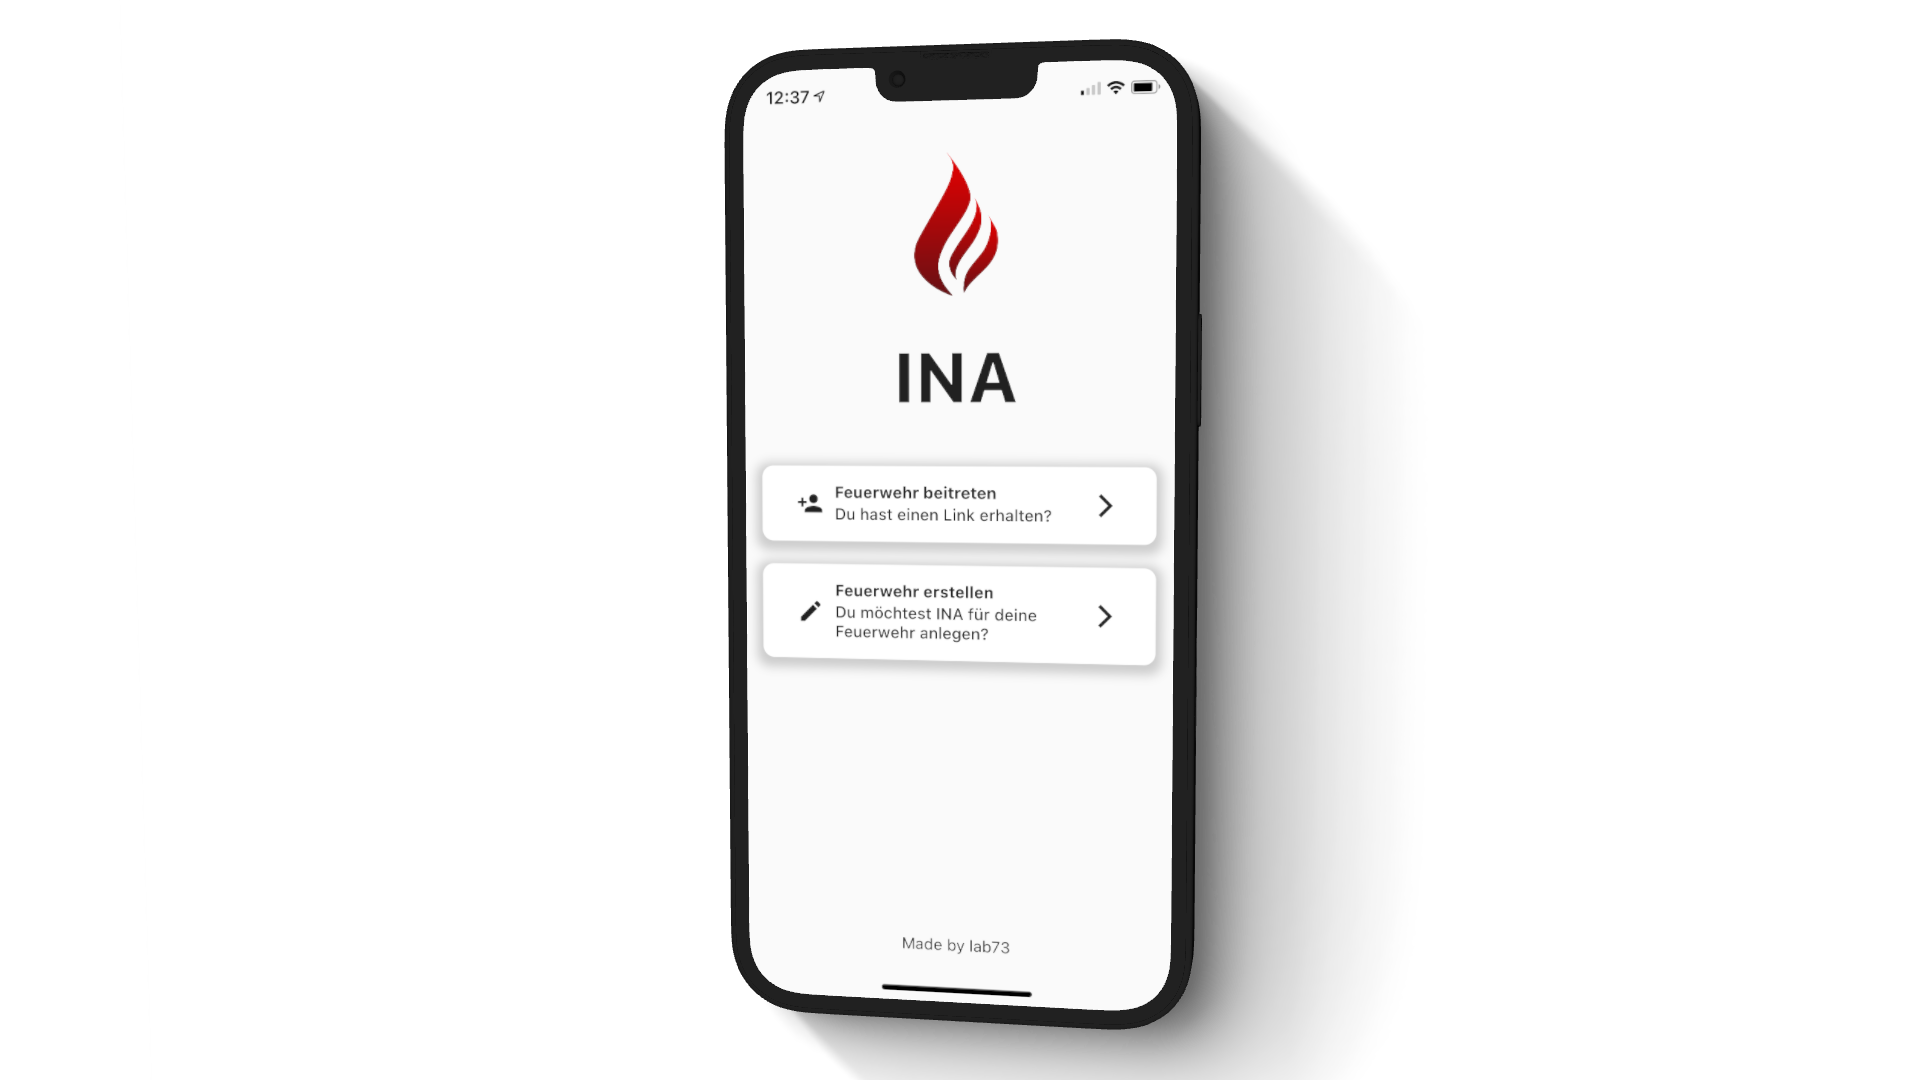 12:37
INA
Feuerwehr beitreten
Du hast einen Link erhalten?
Feuerwehr erstellen
Du möchtest INA für deine
Feuerwehr anlegen?
Made by lab73